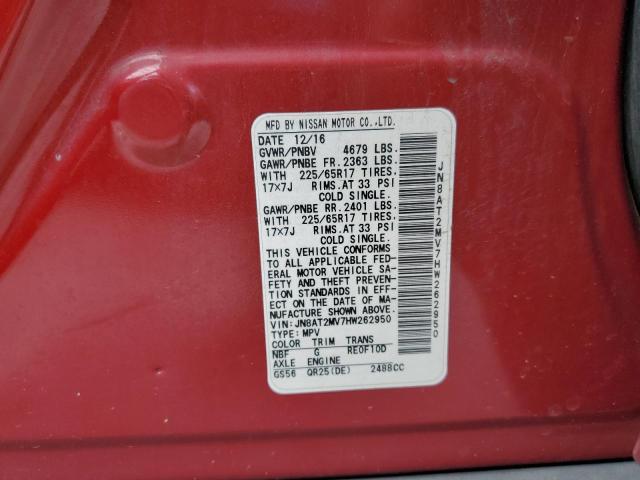 MFD BY NISSAN MOTOR CO.,LTD.
DATE 12/16
GVWR/PNBV 4679 LBS.
GAWR/PNBE FR. 2363 LBS.
WITH 225/65R17 TIRES.
17X7J RIMS.AT 33 PSI
COLD SINGLE.
GAWR/PNBE RR. 2401 LBS.
WITH 225/65R17 TIRES.
17X7J RIMS.AT 33 PSI
COLD SINGLE.
THIS VEHICLE CONFORMS
TO ALL APPLICABLE FED-
ERAL MOTOR VEHICLE SA-
FETY AND THEFT PREVEN-
TION STANDARDS IN EFF-
ECT ON THE DATE OF MA-
NUFACTURE SHOWN ABOVE.
VIN:JN8AT2MV7HW262950
TYPE:MPV
COLOR TRIM TRANS
NBF G RE0F10D
AXLE ENGINE
GS56 QR25(DE) 2488CC
JN8AT2MV7HW262950